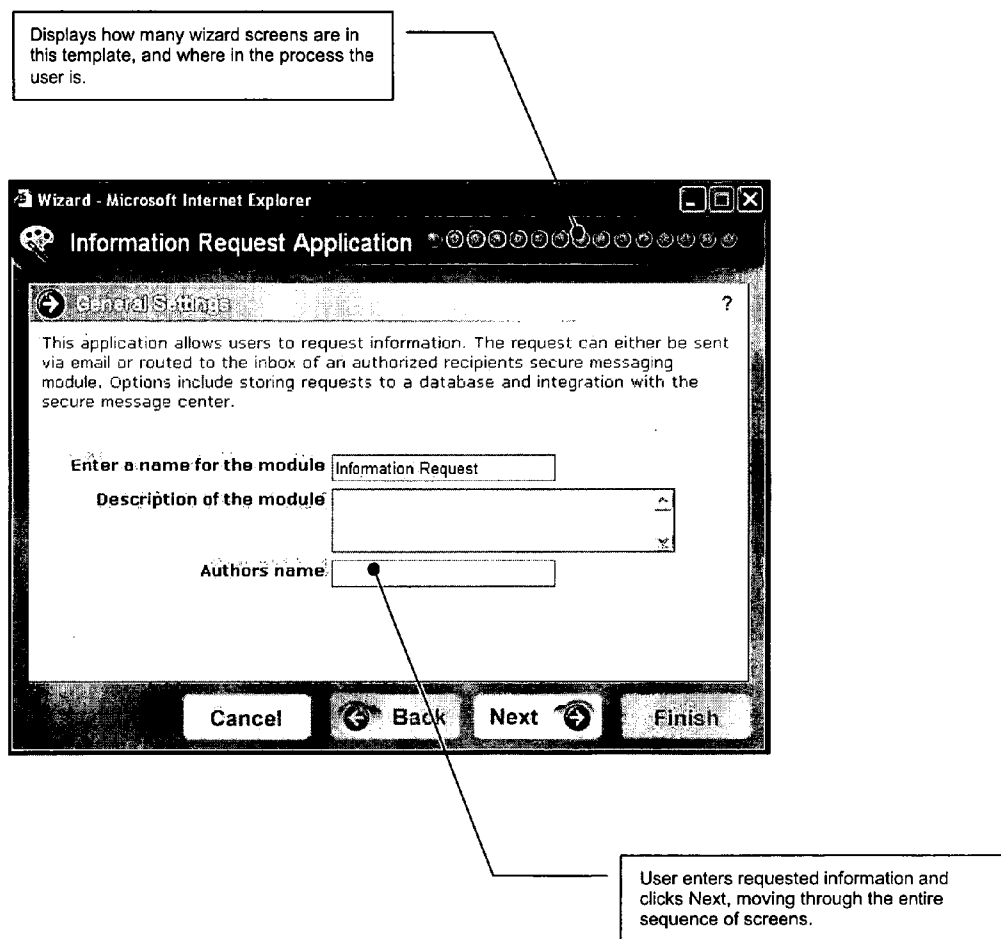 Displays how many wizard screens are in
this template, and where in the process the
user is.
Wizard - Microsoft Internet Explorer
Information Request Application
General Settings
?
This application allows users to request information. The request can either be sent
via email or routed to the inbox of an authorized recipients secure messaging
module. Options include storing requests to a database and integration with the
secure message center.
Enter a name for the module
Information Request
Description of the module
Authors name
Cancel
Back
Next
Finish
User enters requested information and
clicks Next, moving through the entire
sequence of screens.